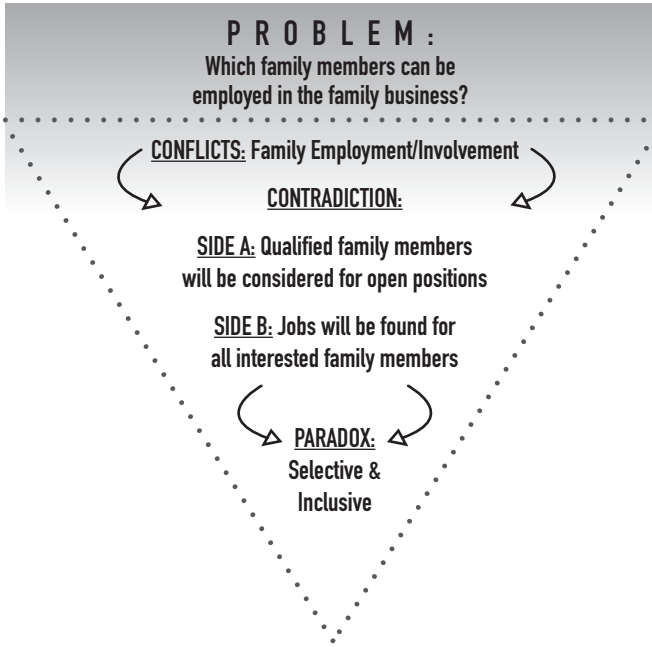 PROBLEM:
Which family members can be
employed in the family business?
CONFLICTS: Family Employment/Involvement
CONTRADICTION:
SIDE A: Qualified family members
will be considered for open positions
SIDE B: Jobs will be found for
all interested family members
PARADOX:
Selective &
Inclusive